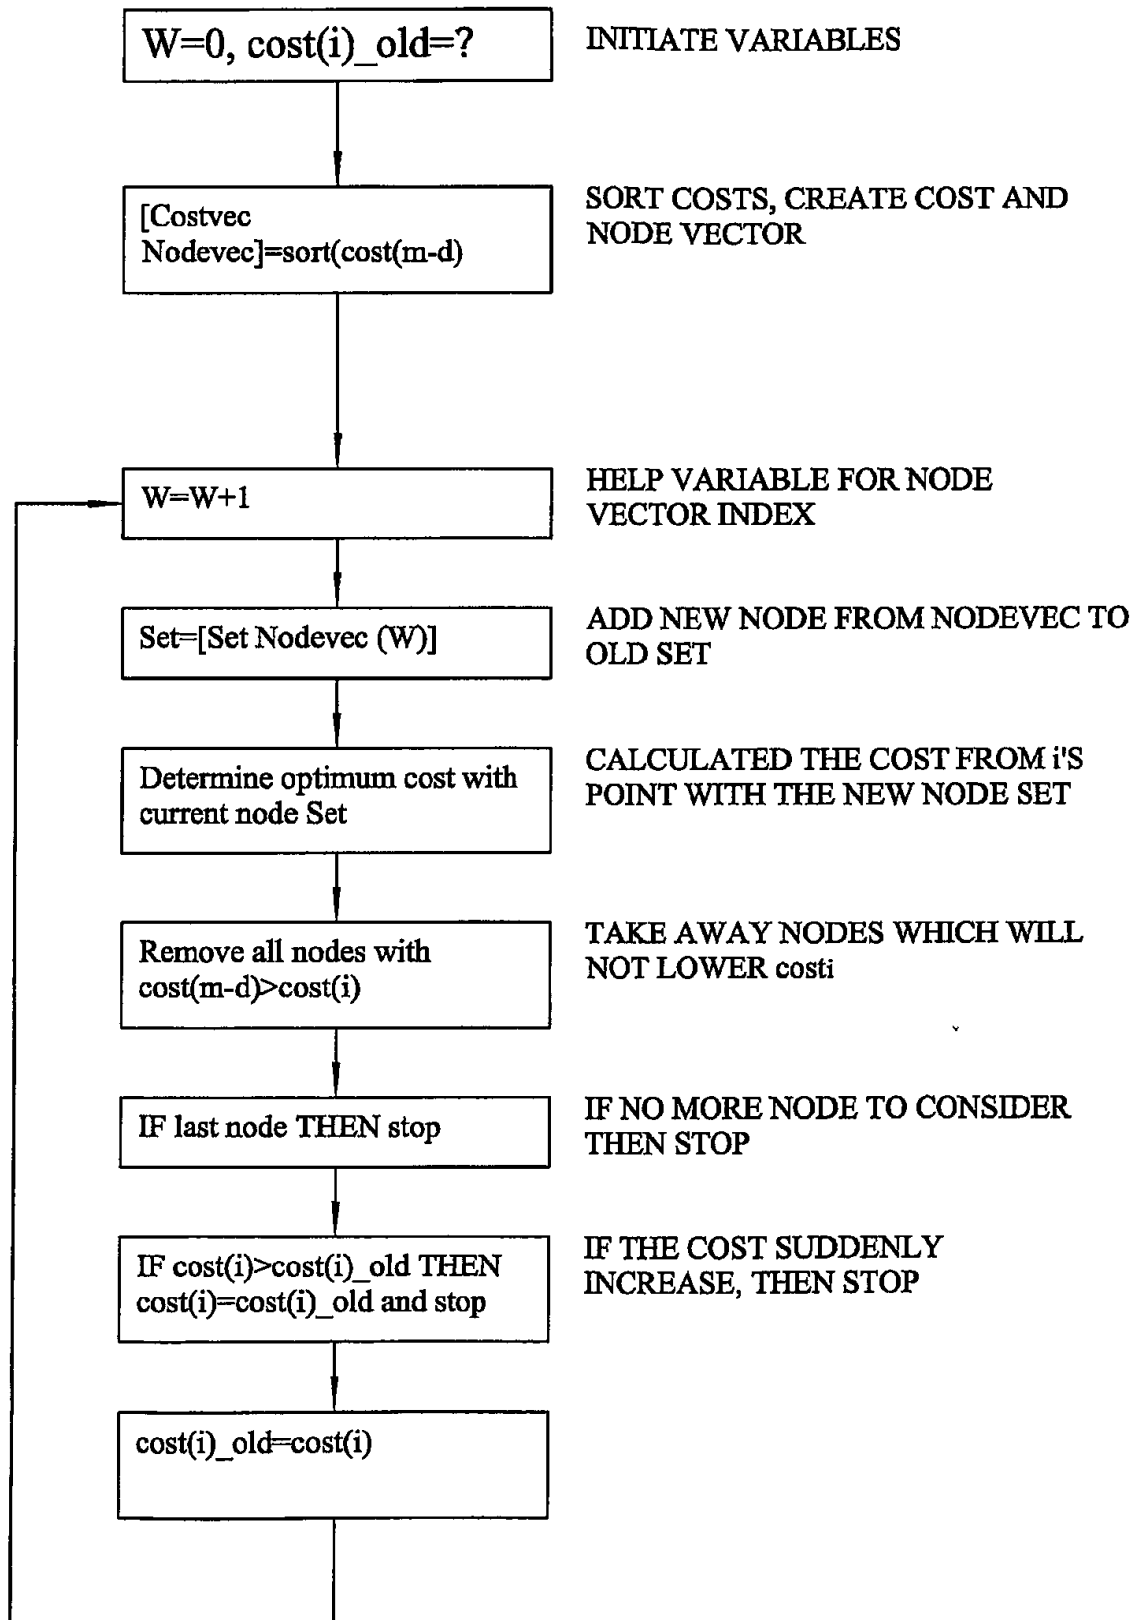 W=0, cost(i)_old=?
INITIATE VARIABLES
[Costvec
Nodevec]=sort(cost(m-d)
SORT COSTS, CREATE COST AND
NODE VECTOR
W=W+1
HELP VARIABLE FOR NODE
VECTOR INDEX
Set=[Set Nodevec (W)]
ADD NEW NODE FROM NODEVEC TO
OLD SET
Determine optimum cost with
current node Set
CALCULATED THE COST FROM i'S
POINT WITH THE NEW NODE SET
Remove all nodes with
cost(m-d)>cost(i)
TAKE AWAY NODES WHICH WILL
NOT LOWER costi
IF last node THEN stop
IF NO MORE NODE TO CONSIDER
THEN STOP
IF cost(i)>cost(i)_old THEN
cost(i)=cost(i)_old and stop
IF THE COST SUDDENLY
INCREASE, THEN STOP
cost(i)_old=cost(i)